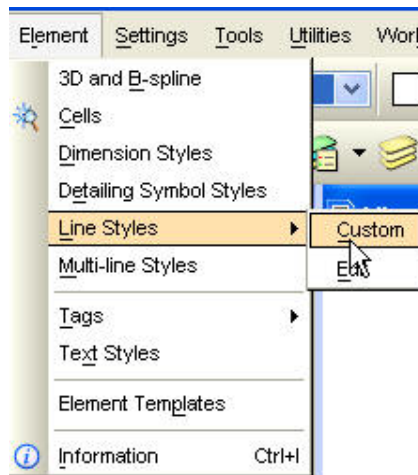 Element Settings Tools Utilities Wor
3D and B-spline
Cells
Dimension Styles
Detailing Symbol Styles
Line Styles
Custom
Multi-line Styles
Edit
Tags
Text Styles
Element Templates
Information Ctrl+I